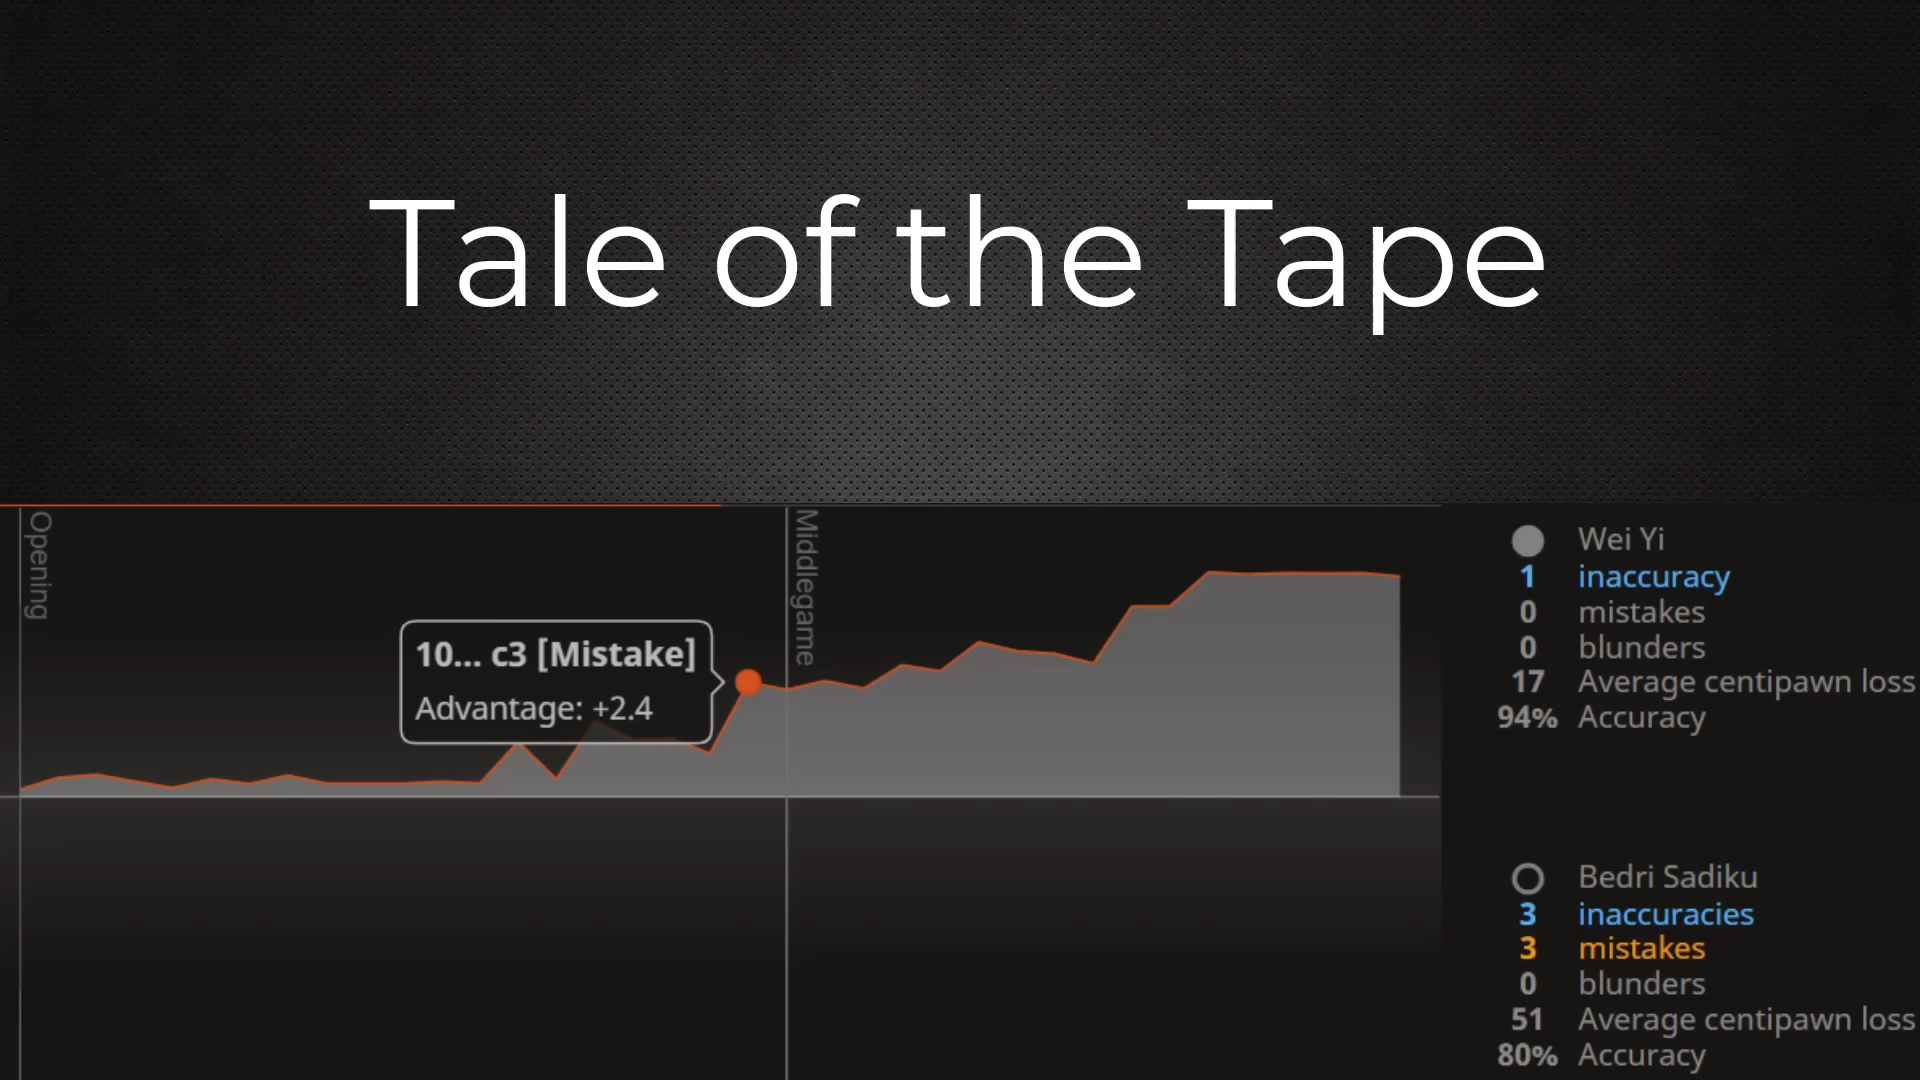 Tale of the Tape
Opening
Middlegame
10... c3 [Mistake]
Advantage: +2.4
Wei Yi
1 inaccuracy
0 mistakes
0 blunders
17 Average centipawn loss
94% Accuracy
Bedri Sadiku
3 inaccuracies
3 mistakes
0 blunders
51 Average centipawn loss
80% Accuracy